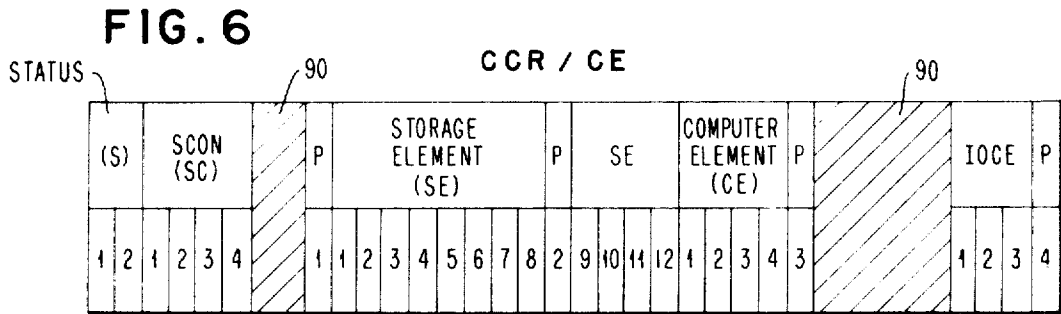 FIG. 6
CCR / CE
STATUS
90
90
(S)
SCON
(SC)
P
STORAGE
ELEMENT
(SE)
P
SE
COMPUTER
ELEMENT
(CE)
P
IOCE
P
1 2 1 2 3 4 1 1 2 3 4 5 6 7 8 2 9 10 11 12 1 2 3 4 3 1 2 3 4